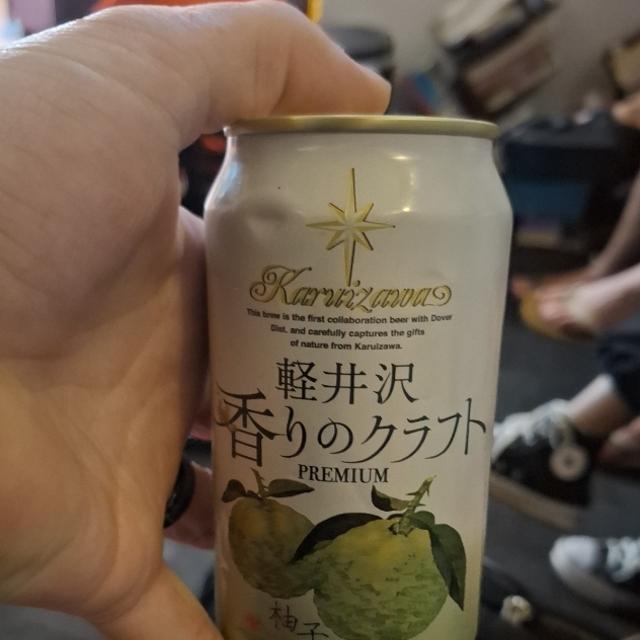 Karuizawa
This brew is the first collaboration beer with Dover
Dist. and carefully captures the gifts
of nature from Karuizawa.
軽井沢
香りのクラフト
PREMIUM
柚子